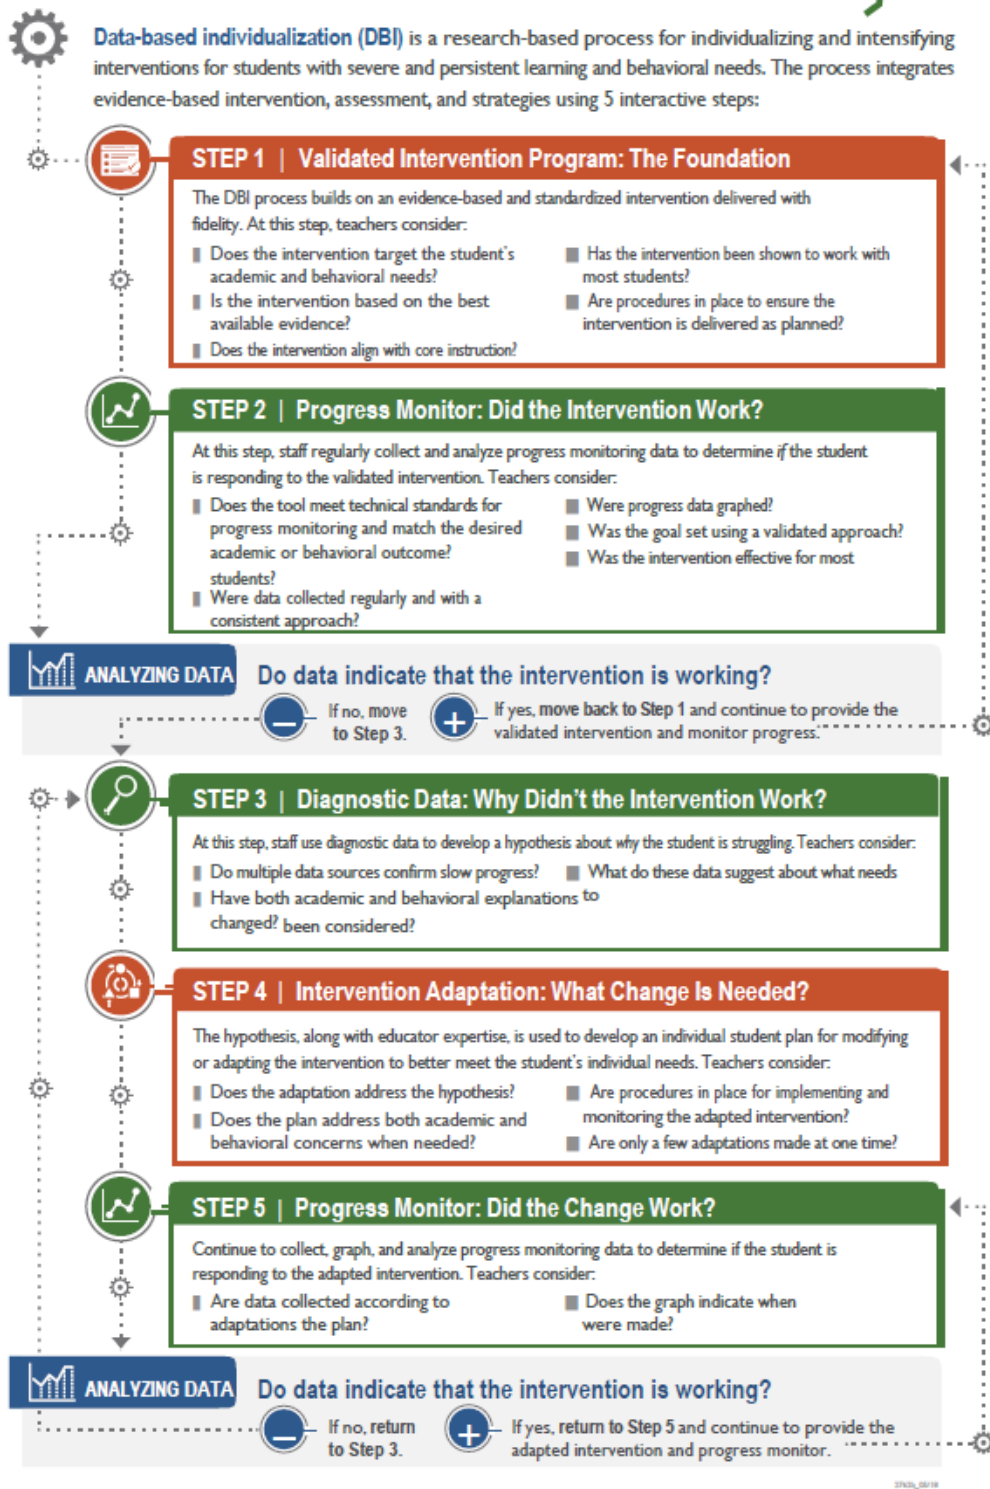 Data-based individualization (DBI) is a research-based process for individualizing and intensifying
interventions for students with severe and persistent learning and behavioral needs. The process integrates
evidence-based intervention, assessment, and strategies using 5 interactive steps:
STEP 1 | Validated Intervention Program: The Foundation
The DBI process builds on an evidence-based and standardized intervention delivered with
fidelity. At this step, teachers consider:
Does the intervention target the student's
academic and behavioral needs?
Is the intervention based on the best
available evidence?
Does the intervention align with core instruction?
Has the intervention been shown to work with
most students?
Are procedures in place to ensure the
intervention is delivered as planned?
STEP 2 | Progress Monitor: Did the Intervention Work?
At this step, staff regularly collect and analyze progress monitoring data to determine if the student
is responding to the validated intervention. Teachers consider:
Does the tool meet technical standards for
progress monitoring and match the desired
academic or behavioral outcome?
students?
Were data collected regularly and with a
consistent approach?
Were progress data graphed?
Was the goal set using a validated approach?
Was the intervention effective for most
ANALYZING DATA
Do data indicate that the intervention is working?
If no, move
to Step 3.
If yes, move back to Step 1 and continue to provide the
validated intervention and monitor progress.
STEP 3 | Diagnostic Data: Why Didn't the Intervention Work?
At this step, staff use diagnostic data to develop a hypothesis about why the student is struggling. Teachers consider:
Do multiple data sources confirm slow progress?
What do these data suggest about what needs
Have both academic and behavioral explanations to
changed? been considered?
STEP 4 | Intervention Adaptation: What Change Is Needed?
The hypothesis, along with educator expertise, is used to develop an individual student plan for modifying
or adapting the intervention to better meet the student's individual needs. Teachers consider:
Does the adaptation address the hypothesis?
Does the plan address both academic and
behavioral concerns when needed?
Are procedures in place for implementing and
monitoring the adapted intervention?
Are only a few adaptations made at one time?
STEP 5 | Progress Monitor: Did the Change Work?
Continue to collect, graph, and analyze progress monitoring data to determine if the student is
responding to the adapted intervention. Teachers consider:
Are data collected according to
adaptations the plan?
Does the graph indicate when
were made?
ANALYZING DATA
Do data indicate that the intervention is working?
If no, return
to Step 3.
If yes, return to Step 5 and continue to provide the
adapted intervention and progress monitor.